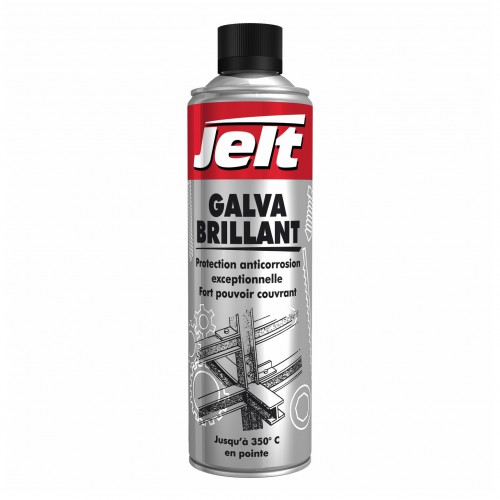 Jelt
GALVA
BRILLANT
Protection anticorrosion
exceptionnelle
Fort pouvoir couvrant
Jusqu'à 350° C
en pointe